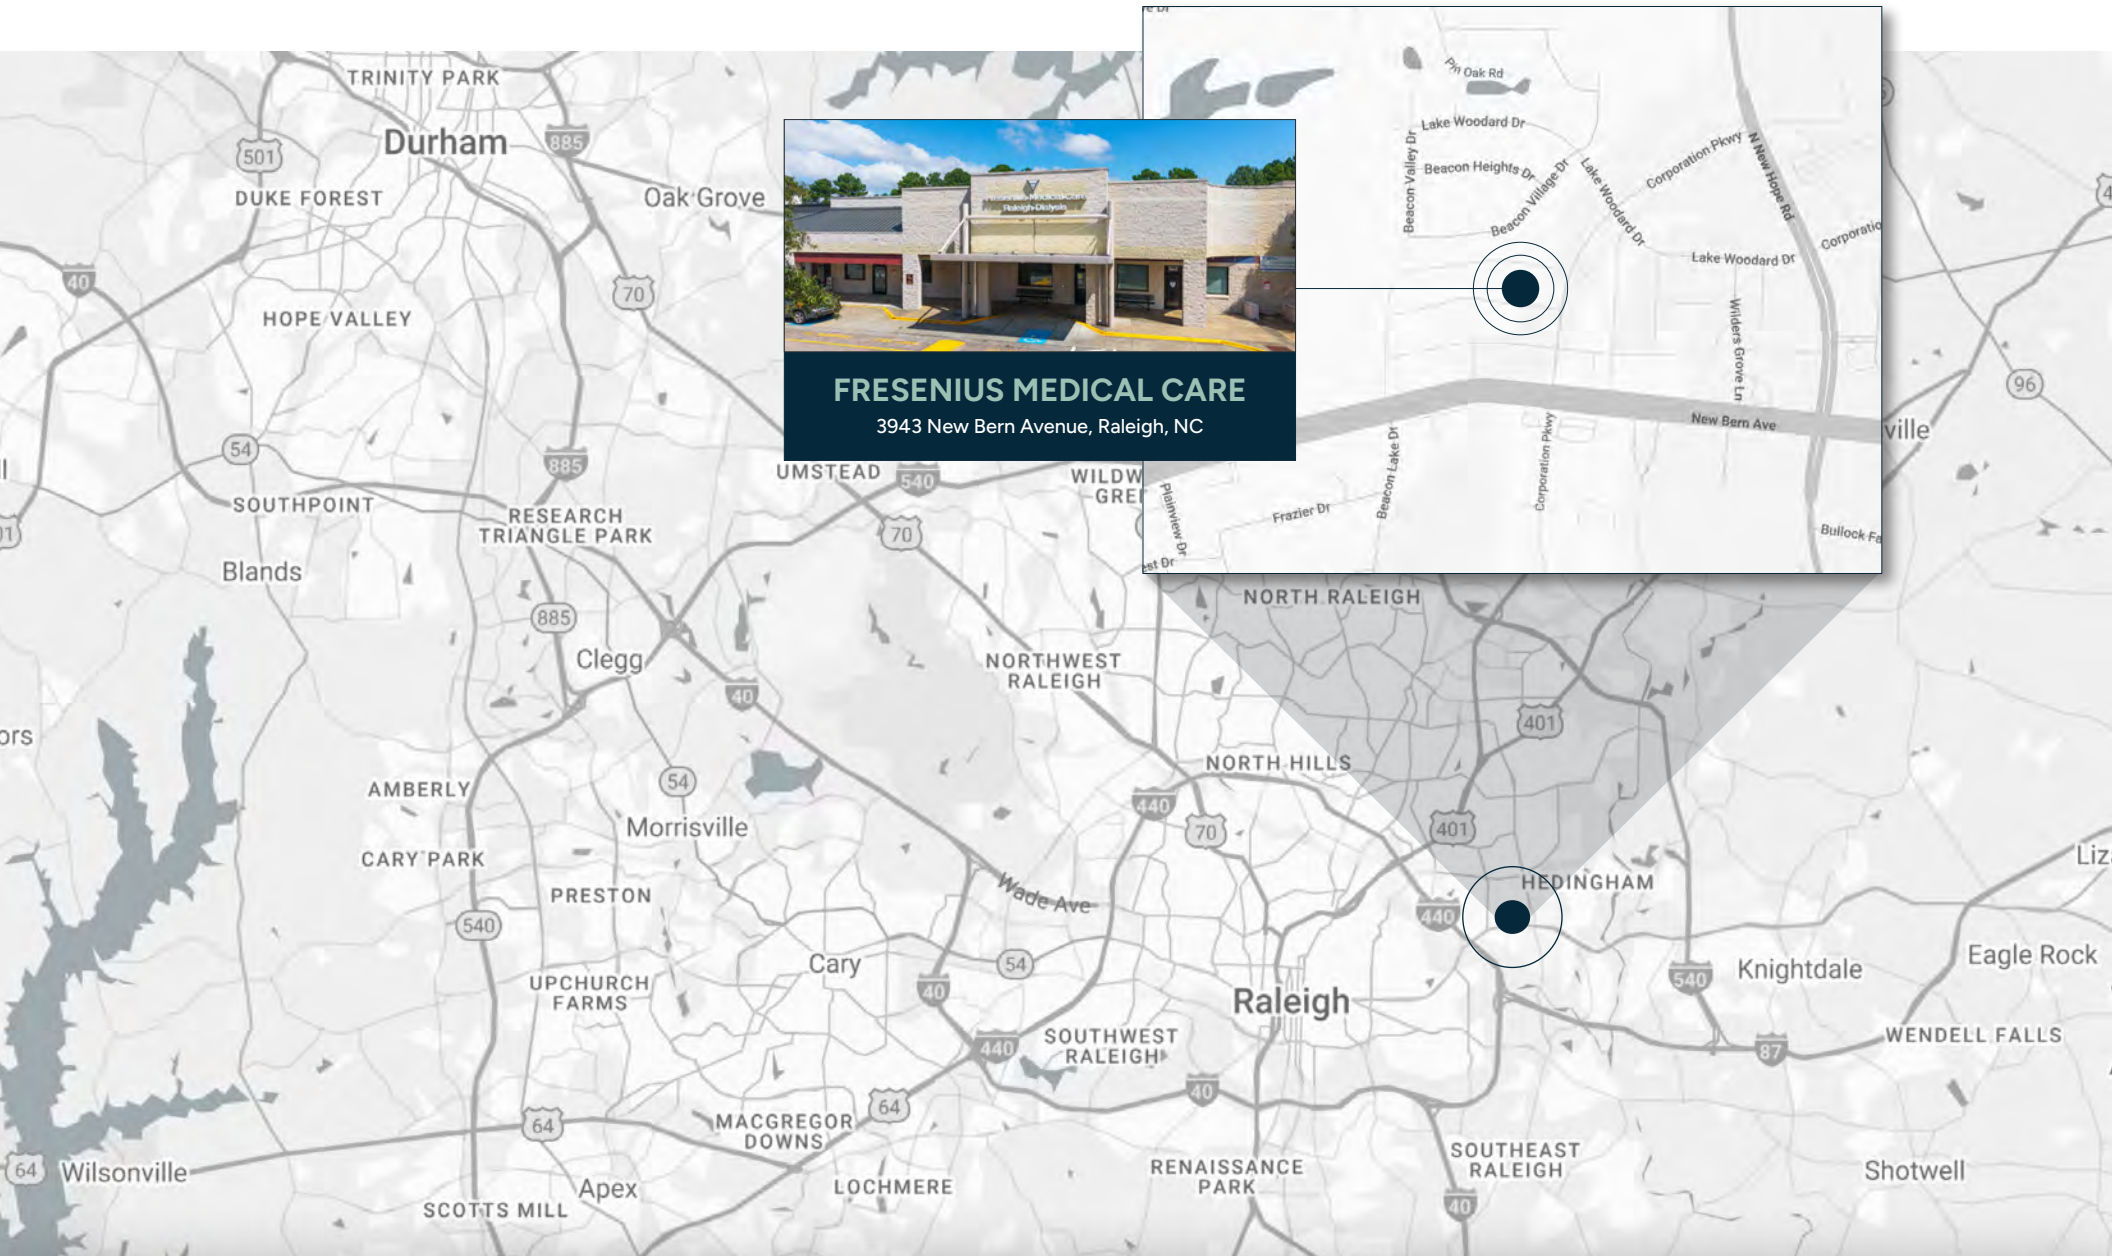 TRINITY PARK
Durham
885
501
DUKE FOREST
Oak Grove
40
70
HOPE VALLEY
54
885
SOUTHPOINT
RESEARCH
TRIANGLE PARK
Blands
885
Clegg
40
UMSTEAD
540
70
NORTHWEST
RALEIGH
AMBERLY
54
Morrisville
CARY PARK
PRESTON
540
UPCHURCH
FARMS
Cary
Wade Ave
54
40
440
SOUTHWEST
RALEIGH
64
MACGREGOR
DOWNS
64
64
Wilsonville
Apex
SCOTTS MILL
LOCHMERE
RENAISSANCE
PARK
40
Raleigh
NORTH RALEIGH
NORTH HILLS
440
70
401
401
HEDINGHAM
440
540
Knightdale
Eagle Rock
WENDELL FALLS
87
SOUTHEAST
RALEIGH
40
Shotwell
96
ville
Fresenius Medical Care
Raleigh Dialysis
FRESENIUS MEDICAL CARE
3943 New Bern Avenue, Raleigh, NC
Pin Oak Rd
Lake Woodard Dr
Beacon Valley Dr
Beacon Heights Dr
Beacon Village Dr
Lake Woodard Dr
Corporation Pkwy
N New Hope Rd
Corporatio
Lake Woodard Dr
Wilders Grove Ln
New Bern Ave
Corporation Pkwy
Beacon Lake Dr
Frazier Dr
Plainview Dr
est Dr
Bullock Fa